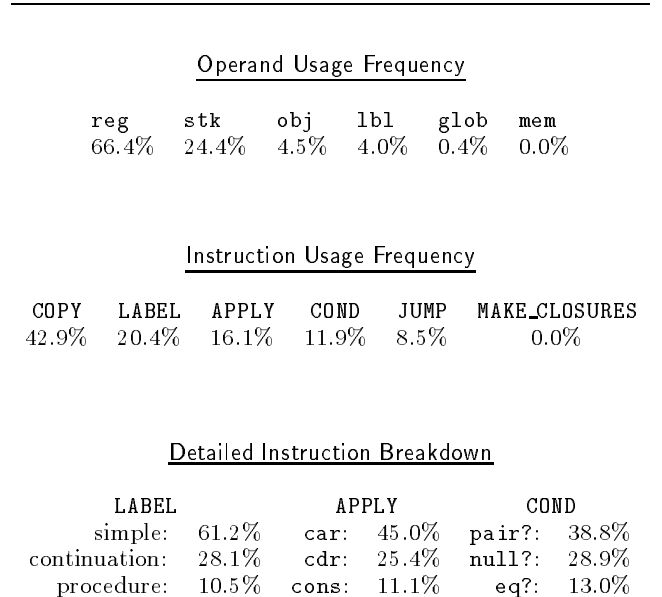 Operand Usage Frequency
reg stk obj lbl glob mem
66.4% 24.4% 4.5% 4.0% 0.4% 0.0%
Instruction Usage Frequency
COPY LABEL APPLY COND JUMP MAKE_CLOSURES
42.9% 20.4% 16.1% 11.9% 8.5% 0.0%
Detailed Instruction Breakdown
LABEL APPLY COND
simple: 61.2% car: 45.0% pair?: 38.8%
continuation: 28.1% cdr: 25.4% null?: 28.9%
procedure: 10.5% cons: 11.1% eq?: 13.0%